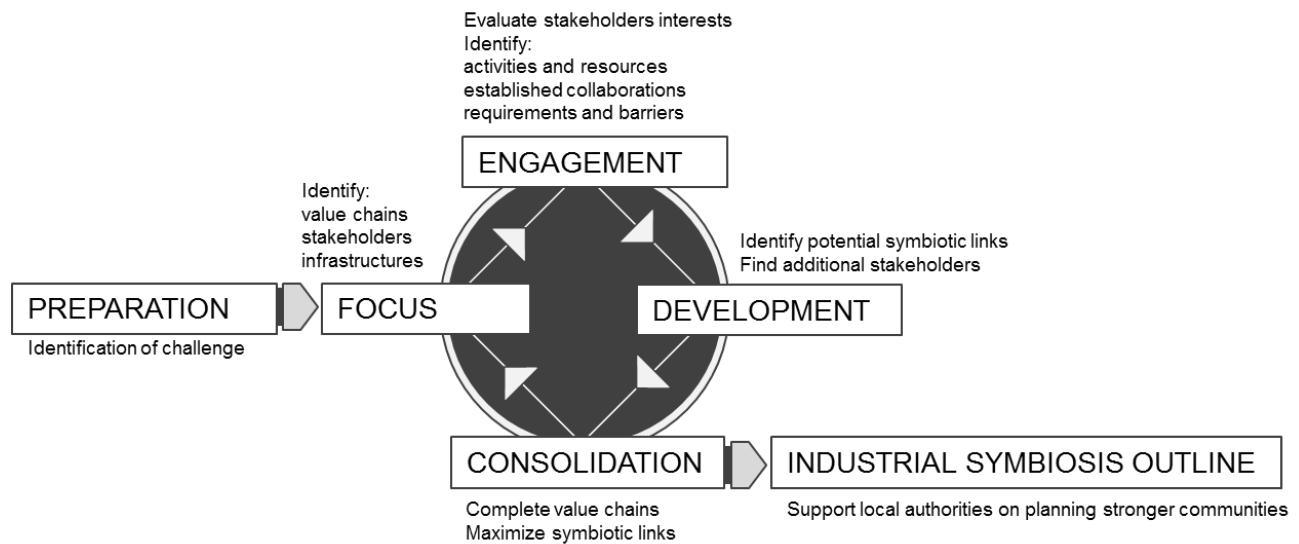 Evaluate stakeholders interests
Identify:
activities and resources
established collaborations
requirements and barriers
ENGAGEMENT
Identify:
value chains
stakeholders
infrastructures
Identify potential symbiotic links
Find additional stakeholders
PREPARATION
FOCUS
DEVELOPMENT
Identification of challenge
CONSOLIDATION
INDUSTRIAL SYMBIOSIS OUTLINE
Complete value chains
Maximize symbiotic links
Support local authorities on planning stronger communities